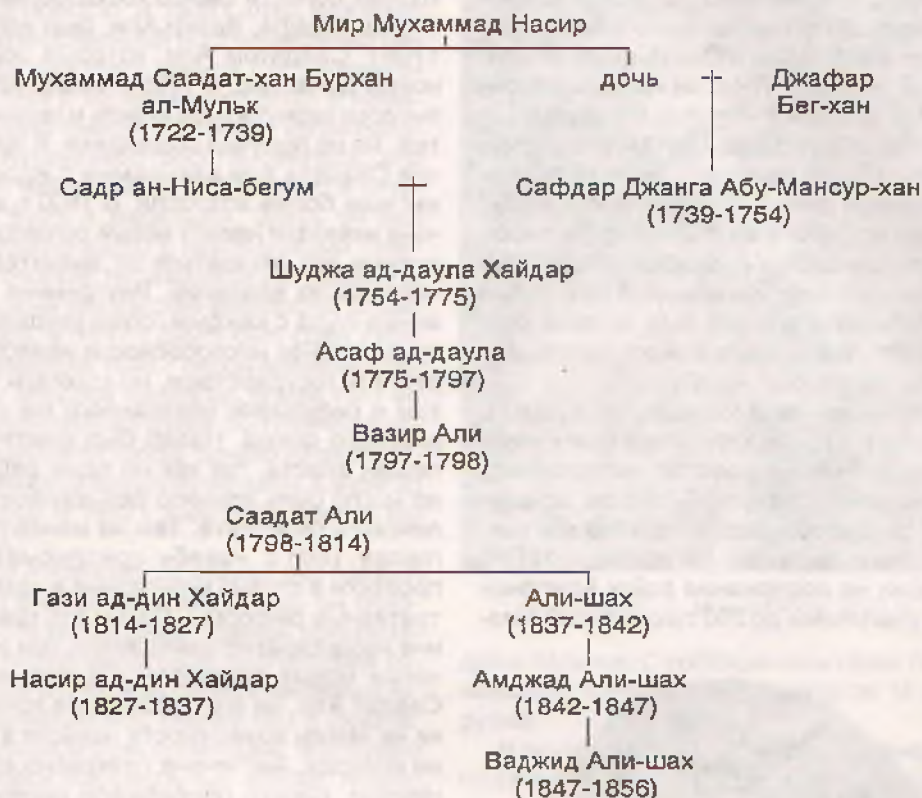 Мир Мухаммад Насир
Мухаммад Саадат-хан Бурхан
ал-Мульк
(1722-1739)
дочь
Джафар
Бег-хан
Садр ан-Ниса-бегум
Сафдар Джанга Абу-Мансур-хан
(1739-1754)
Шуджа ад-даула Хайдар
(1754-1775)
Асаф ад-даула
(1775-1797)
Вазир Али
(1797-1798)
Саадат Али
(1798-1814)
Гази ад-дин Хайдар
(1814-1827)
Али-шах
(1837-1842)
Насир ад-дин Хайдар
(1827-1837)
Амджад Али-шах
(1842-1847)
Ваджид Али-шах
(1847-1856)